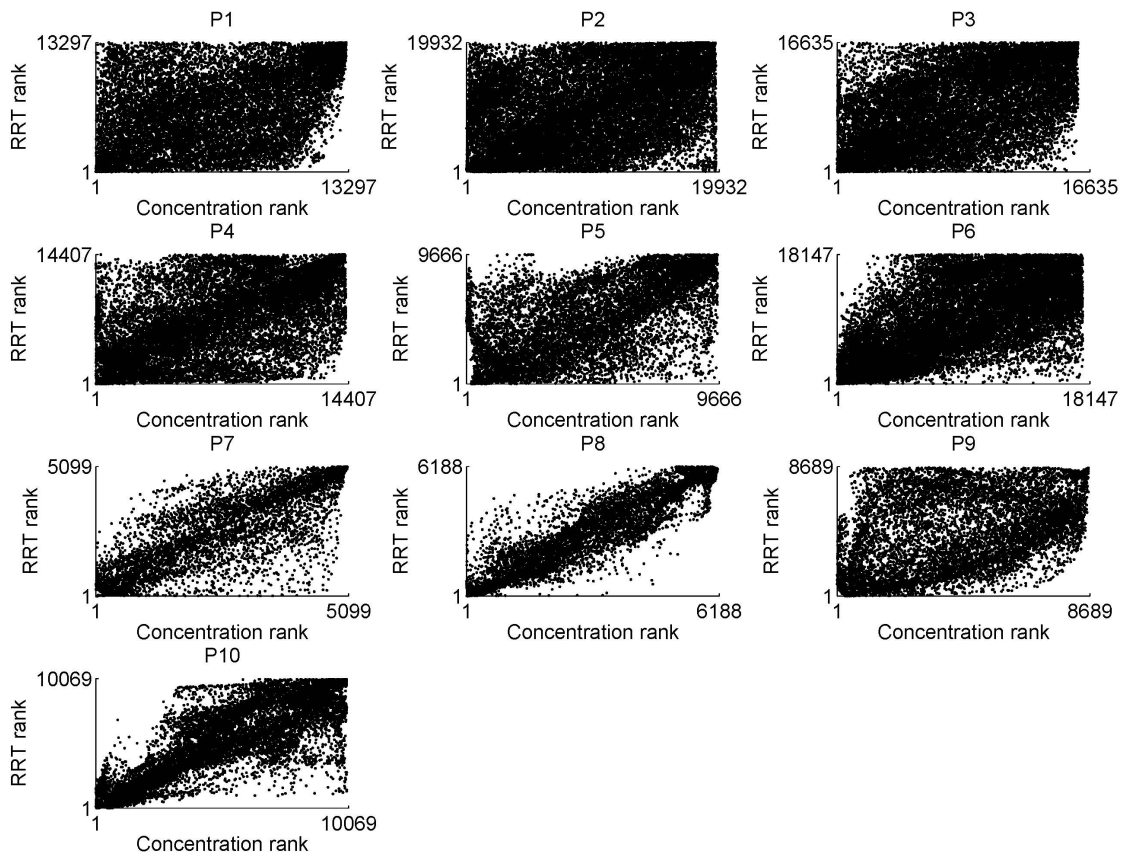 P1
13297
RRT rank
1
1
13297
Concentration rank
P2
19932
RRT rank
1
1
19932
Concentration rank
P3
16635
RRT rank
1
1
16635
Concentration rank
P4
14407
RRT rank
1
1
14407
Concentration rank
P5
9666
RRT rank
1
1
9666
Concentration rank
P6
18147
RRT rank
1
1
18147
Concentration rank
P7
5099
RRT rank
1
1
5099
Concentration rank
P8
6188
RRT rank
1
1
6188
Concentration rank
P9
8689
RRT rank
1
1
8689
Concentration rank
P10
10069
RRT rank
1
1
10069
Concentration rank